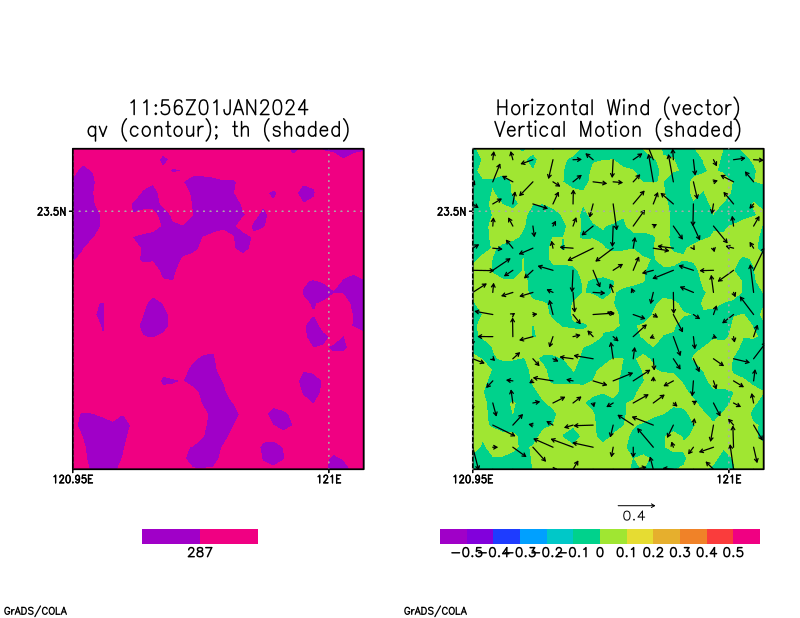 11:56Z01JAN2024
qv (contour); th (shaded)
23.5N
120.95E
121E
287
Horizontal Wind (vector)
Vertical Motion (shaded)
23.5N
120.95E
121E
0.4
-0.5 -0.4 -0.3 -0.2 -0.1 0 0.1 0.2 0.3 0.4 0.5
GrADS/COLA
GrADS/COLA